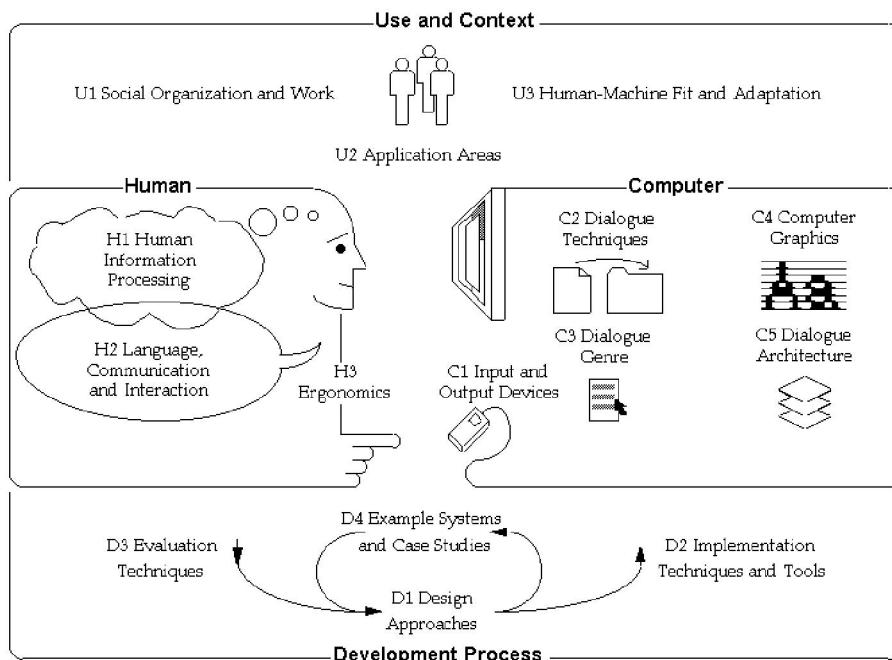 Use and Context
U1 Social Organization and Work
U3 Human-Machine Fit and Adaptation
U2 Application Areas
Human
H1 Human
Information
Processing
H2 Language,
Communication
and Interaction
H3
Ergonomics
Computer
C2 Dialogue
Techniques
C4 Computer
Graphics
C3 Dialogue
Genre
C5 Dialogue
Architecture
C1 Input and
Output Devices
D4 Example Systems
and Case Studies
D3 Evaluation
Techniques
D2 Implementation
Techniques and Tools
D1 Design
Approaches
Development Process